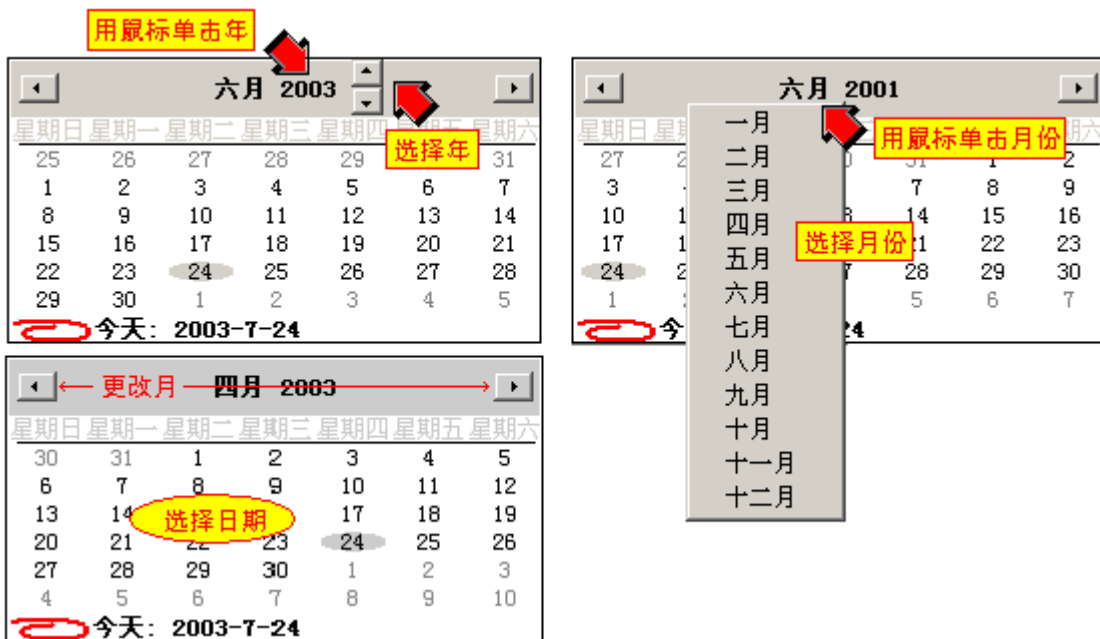 用鼠标单击年
六月 2003
选择年
星期日 星期一 星期二 星期三 星期四 星期六
25 26 27 28 29 31
1 2 3 4 5 6 7
8 9 10 11 12 13 14
15 16 17 18 19 20 21
22 23 24 25 26 27 28
29 30 1 2 3 4 5
今天: 2003-7-24
六月 2001
用鼠标单击月份
选择月份
星期日
27 1 2
3 7 8 9
10 14 15 16
17 22 23
24 28 29 30
1 5 6 7
一月
二月
三月
四月
五月
六月
七月
八月
九月
十月
十一月
十二月
更改月 四月 2003
星期日 星期一 星期二 星期三 星期四 星期五 星期六
30 31 1 2 3 4 5
6 7 8 9 10 11 12
13 14 17 18 19
选择日期
20 21 22 23 24 25 26
27 28 29 30 1 2 3
4 5 6 7 8 9 10
今天: 2003-7-24